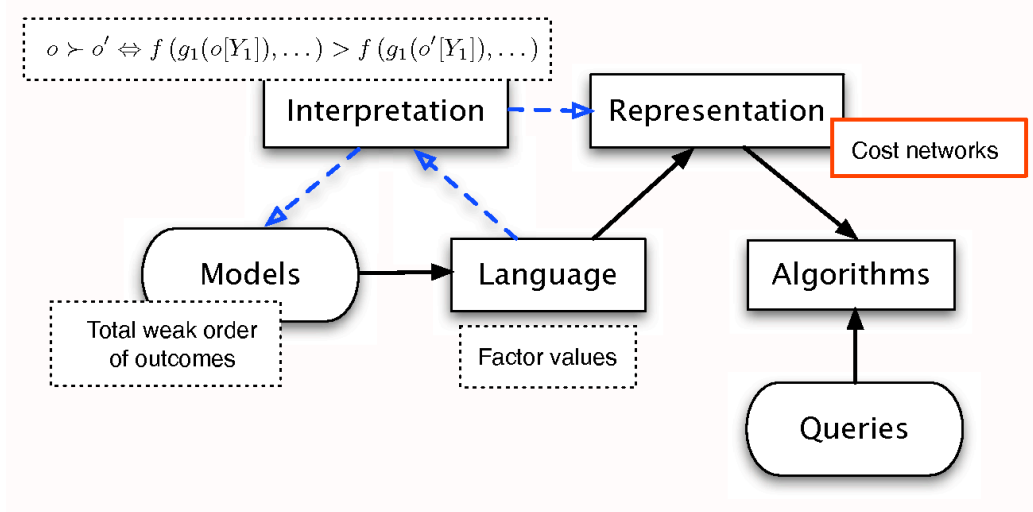 o ≻ o′ ⇔ f (g₁(o[Y₁]), …) > f (g₁(o′[Y₁]), …)
Interpretation
Representation
Cost networks
Models
Language
Algorithms
Total weak order
of outcomes
Factor values
Queries